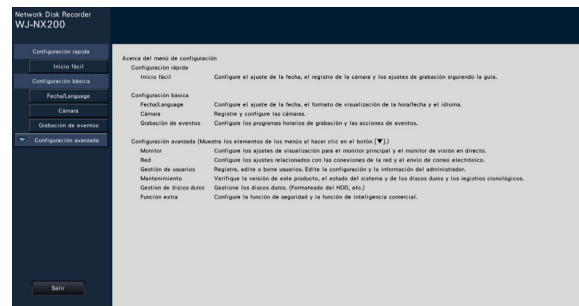 Network Disk Recorder
WJ-NX200
Configuración rápida
Inicio fácil
Configuración básica
Fecha/Language
Cámara
Grabación de eventos
Configuración avanzada
Salir
Acerca del menú de configuración
Configuración rápida
Inicio fácil Configure el ajuste de la fecha, el registro de la cámara y los ajustes de grabación siguiendo la guía.
Configuración básica
Fecha/Language Configure el ajuste de la fecha, el formato de visualización de la hora/fecha y el idioma.
Cámara Registre y configure las cámaras.
Grabación de eventos Configure los programas horarios de grabación y las acciones de eventos.
Configuración avanzada (Muestra los elementos de los menús al hacer clic en el botón [▼].)
Monitor Configure los ajustes de visualización para el monitor principal y el monitor de visión en directo.
Red Configure los ajustes relacionados con las conexiones de la red y el envío de correo electrónico.
Gestión de usuarios Registre, edite o borre usuarios. Edite la configuración y la información del administrador.
Mantenimiento Verifique la versión de este producto, el estado del sistema y de los discos duros y los registros cronológicos.
Gestión de discos duros Gestione los discos duros. (Formateado del HDD, etc.)
Función extra Configure la función de seguridad y la función de inteligencia comercial.